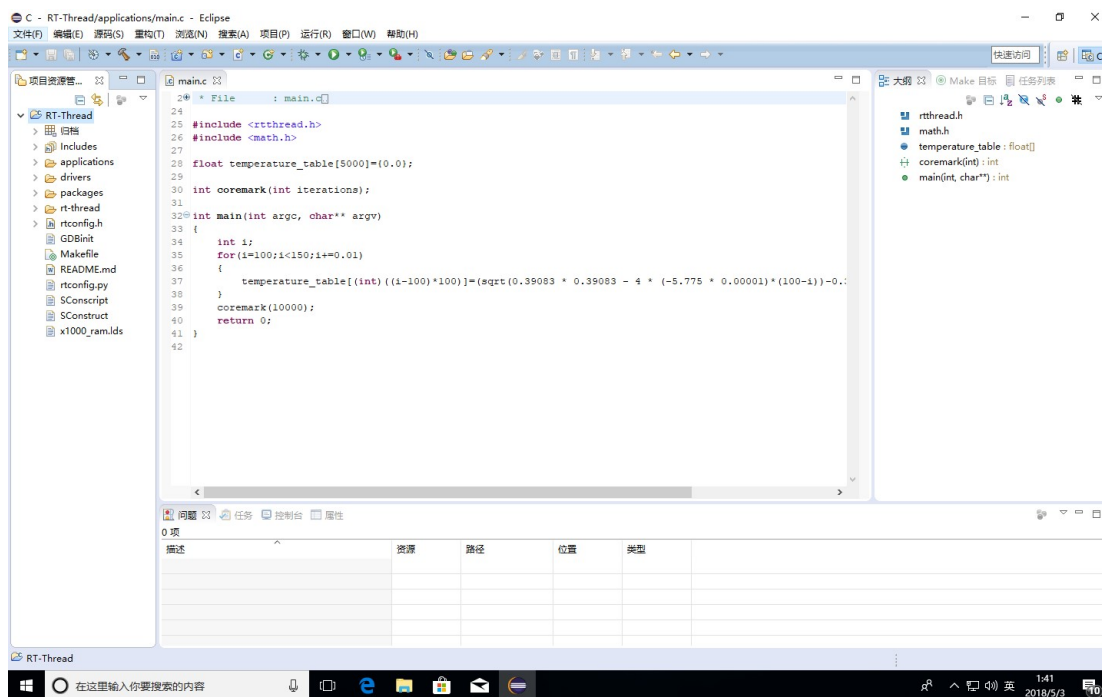 C - RT-Thread/applications/main.c - Eclipse
文件(F) 编辑(E) 源码(S) 重构(T) 浏览(N) 搜索(A) 项目(P) 运行(R) 窗口(W) 帮助(H)
快速访问
项目资源管...
RT-Thread
归档
Includes
applications
drivers
packages
rt-thread
rtconfig.h
GDBinit
Makefile
README.md
rtconfig.py
SConscript
SConstruct
x1000_ram.lds
main.c
2 * File : main.c
24
25 #include <rtthread.h>
26 #include <math.h>
27
28 float temperature_table[5000]={0.0};
29
30 int coremark(int iterations);
31
32 int main(int argc, char** argv)
33 {
34 int i;
35 for(i=100;i<150;i+=0.01)
36 {
37 temperature_table[(int)((i-100)*100)]=(sqrt(0.39083 * 0.39083 - 4 * (-5.775 * 0.00001)*(100-i))-0.
38 }
39 coremark(10000);
40 return 0;
41 }
42
大纲 Make 目标 任务列表
rtthread.h
math.h
temperature_table : float[]
coremark(int) : int
main(int, char**) : int
问题 任务 控制台 属性
0 项
描述 资源 路径 位置 类型
RT-Thread
在这里输入你要搜索的内容
英
1:41
2018/5/3
10